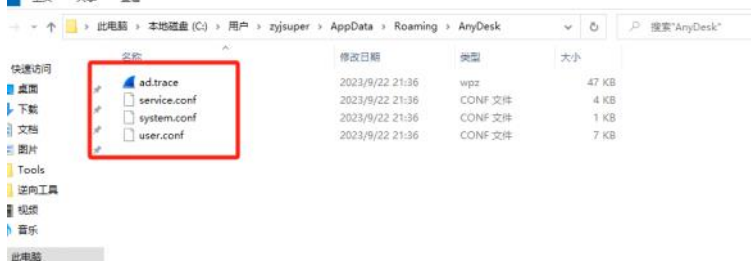 此电脑 › 本地磁盘 (C:) › 用户 › zyjsuper › AppData › Roaming › AnyDesk
搜索"AnyDesk"
名称 修改日期 类型 大小
快速访问
桌面
下载
文档
图片
Tools
逆向工具
视频
音乐
此电脑
ad.trace 2023/9/22 21:36 wpz 47 KB
service.conf 2023/9/22 21:36 CONF 文件 4 KB
system.conf 2023/9/22 21:36 CONF 文件 1 KB
user.conf 2023/9/22 21:36 CONF 文件 7 KB